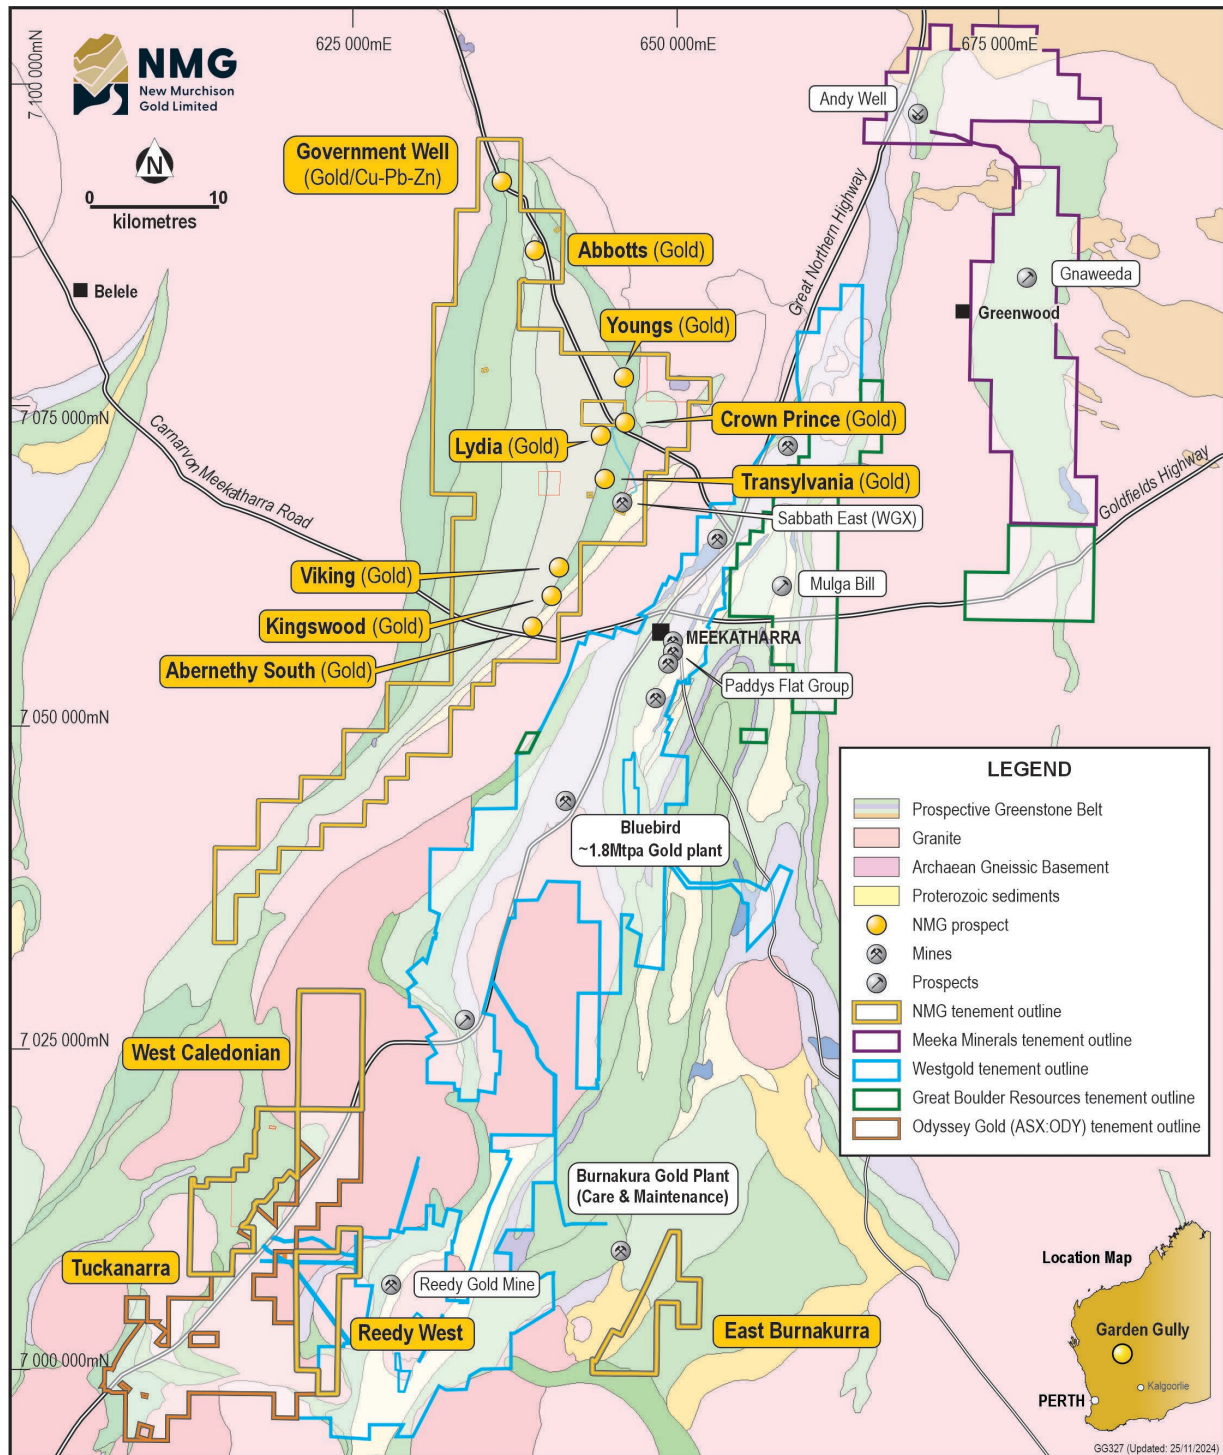 625 000mE
650 000mE
675 000mE
7 100 000mN
NMG
New Murchison
Gold Limited
N
0 10
kilometres
Andy Well
Government Well
(Gold/Cu-Pb-Zn)
Great Northern Highway
Abbotts (Gold)
Gnaweeda
Belele
Greenwood
Youngs (Gold)
7 075 000mN
Crown Prince (Gold)
Carnarvon Meekatharra Road
Lydia (Gold)
Goldfields Highway
Transylvania (Gold)
Sabbath East (WGX)
Viking (Gold)
Mulga Bill
Kingswood (Gold)
MEEKATHARRA
Abernethy South (Gold)
Paddys Flat Group
7 050 000mN
LEGEND
Prospective Greenstone Belt
Granite
Archaean Gneissic Basement
Proterozoic sediments
NMG prospect
Mines
Prospects
NMG tenement outline
Meeka Minerals tenement outline
Westgold tenement outline
Great Boulder Resources tenement outline
Odyssey Gold (ASX:ODY) tenement outline
Bluebird
~1.8Mtpa Gold plant
7 025 000mN
West Caledonian
Burnakura Gold Plant
(Care & Maintenance)
Tuckanarra
Reedy Gold Mine
Reedy West
East Burnakurra
7 000 000mN
Location Map
Garden Gully
Kalgoorlie
PERTH
GG327 (Updated: 25/11/2024)